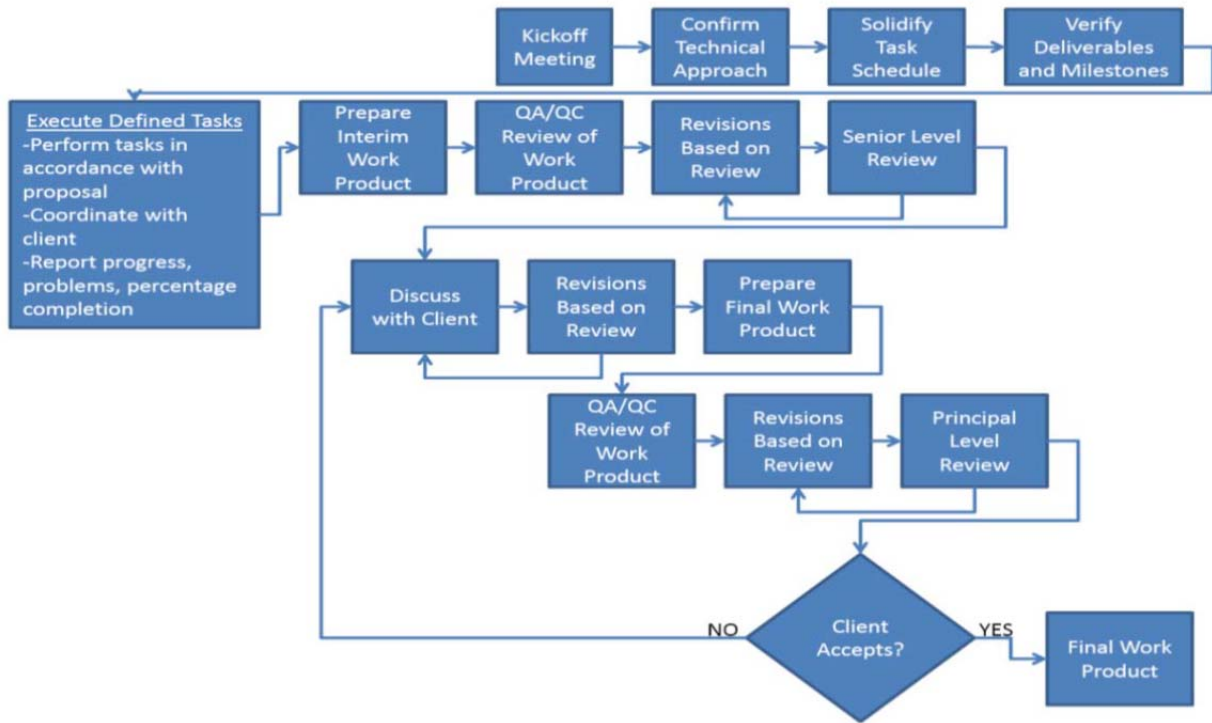 Kickoff
Meeting
Confirm
Technical
Approach
Solidify
Task
Schedule
Verify
Deliverables
and Milestones
Execute Defined Tasks
-Perform tasks in
accordance with
proposal
-Coordinate with
client
-Report progress,
problems, percentage
completion
Prepare
Interim
Work
Product
QA/QC
Review of
Work
Product
Revisions
Based on
Review
Senior Level
Review
Discuss
with Client
Revisions
Based on
Review
Prepare
Final Work
Product
QA/QC
Review of
Work
Product
Revisions
Based on
Review
Principal
Level
Review
Client
Accepts?
NO
YES
Final Work
Product